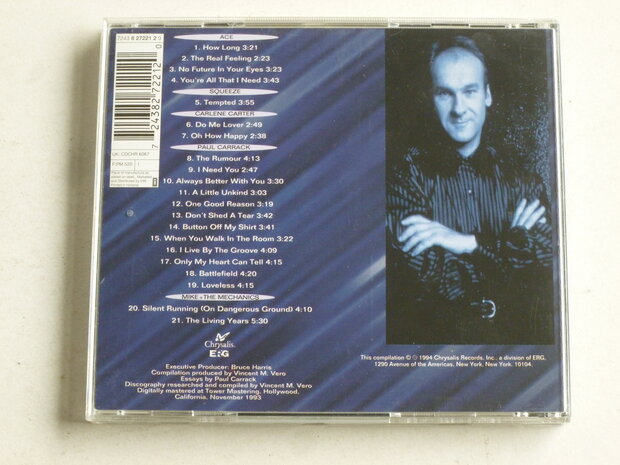 7243 8 27221 2 0
7 24382 72212 0
UK: CDCHR 6067
F:PM 520
ACE
1. How Long 3:21
2. The Real Feeling 2:23
3. No Future In Your Eyes 3:23
4. You're All That I Need 3:43
SQUEEZE
5. Tempted 3:55
CARLENE CARTER
6. Do Me Lover 2:49
7. Oh How Happy 2:38
PAUL CARRACK
8. The Rumour 4:13
9. I Need You 2:47
10. Always Better With You 3:30
11. A Little Unkind 3:03
12. One Good Reason 3:19
13. Don't Shed A Tear 3:42
14. Button Off My Shirt 3:41
15. When You Walk In The Room 3:22
16. I Live By The Groove 4:09
17. Only My Heart Can Tell 4:15
18. Battlefield 4:20
19. Loveless 4:15
MIKE + THE MECHANICS
20. Silent Running (On Dangerous Ground) 4:10
21. The Living Years 5:30
Chrysalis.
ERG
Executive Producer: Bruce Harris
Compilation produced by Vincent M. Vero
Essays by Paul Carrack
Discography researched and compiled by Vincent M. Vero
Digitally mastered at Tower Mastering, Hollywood,
California, November 1993
This compilation © ℗ 1994 Chrysalis Records, Inc., a division of ERG.
1290 Avenue of the Americas, New York, New York. 10104.